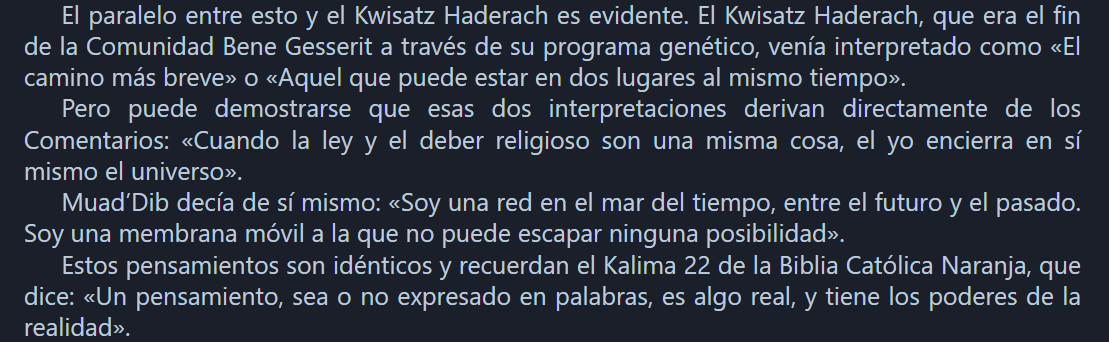 El paralelo entre esto y el Kwisatz Haderach es evidente. El Kwisatz Haderach, que era el fin
de la Comunidad Bene Gesserit a través de su programa genético, venía interpretado como «El
camino más breve» o «Aquel que puede estar en dos lugares al mismo tiempo».
Pero puede demostrarse que esas dos interpretaciones derivan directamente de los
Comentarios: «Cuando la ley y el deber religioso son una misma cosa, el yo encierra en sí
mismo el universo».
Muad’Dib decía de sí mismo: «Soy una red en el mar del tiempo, entre el futuro y el pasado.
Soy una membrana móvil a la que no puede escapar ninguna posibilidad».
Estos pensamientos son idénticos y recuerdan el Kalima 22 de la Biblia Católica Naranja, que
dice: «Un pensamiento, sea o no expresado en palabras, es algo real, y tiene los poderes de la
realidad».